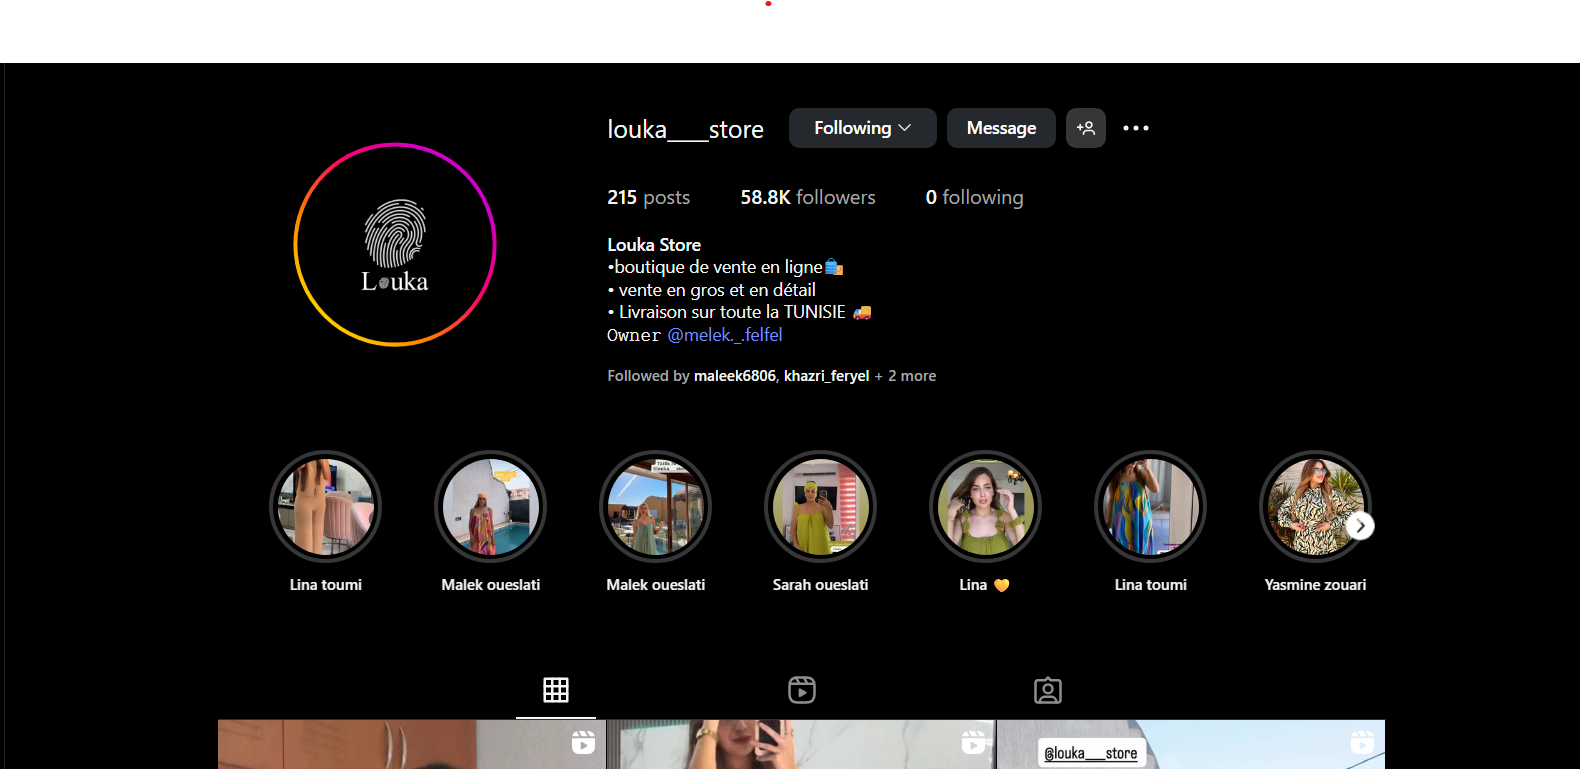 louka___store Following Message
215 posts 58.8K followers 0 following
Louka Store
•boutique de vente en ligne🛍️
• vente en gros et en détail
• Livraison sur toute la TUNISIE 🚚
Owner @melek._.felfel
Followed by maleek6806, khazri_feryel + 2 more
Louka
Lina toumi
Malek oueslati
Malek oueslati
Sarah oueslati
Lina 💛
Lina toumi
Yasmine zouari
@louka___store